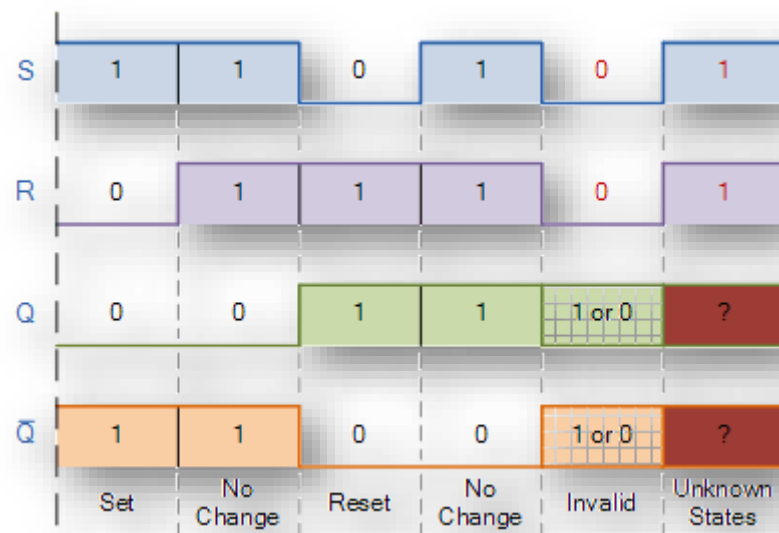 S 1 1 0 1 0 1
R 0 1 1 1 0 1
Q 0 0 1 1 1 or 0 ?
Q̅ 1 1 0 0 1 or 0 ?
Set No Change Reset No Change Invalid Unknown States